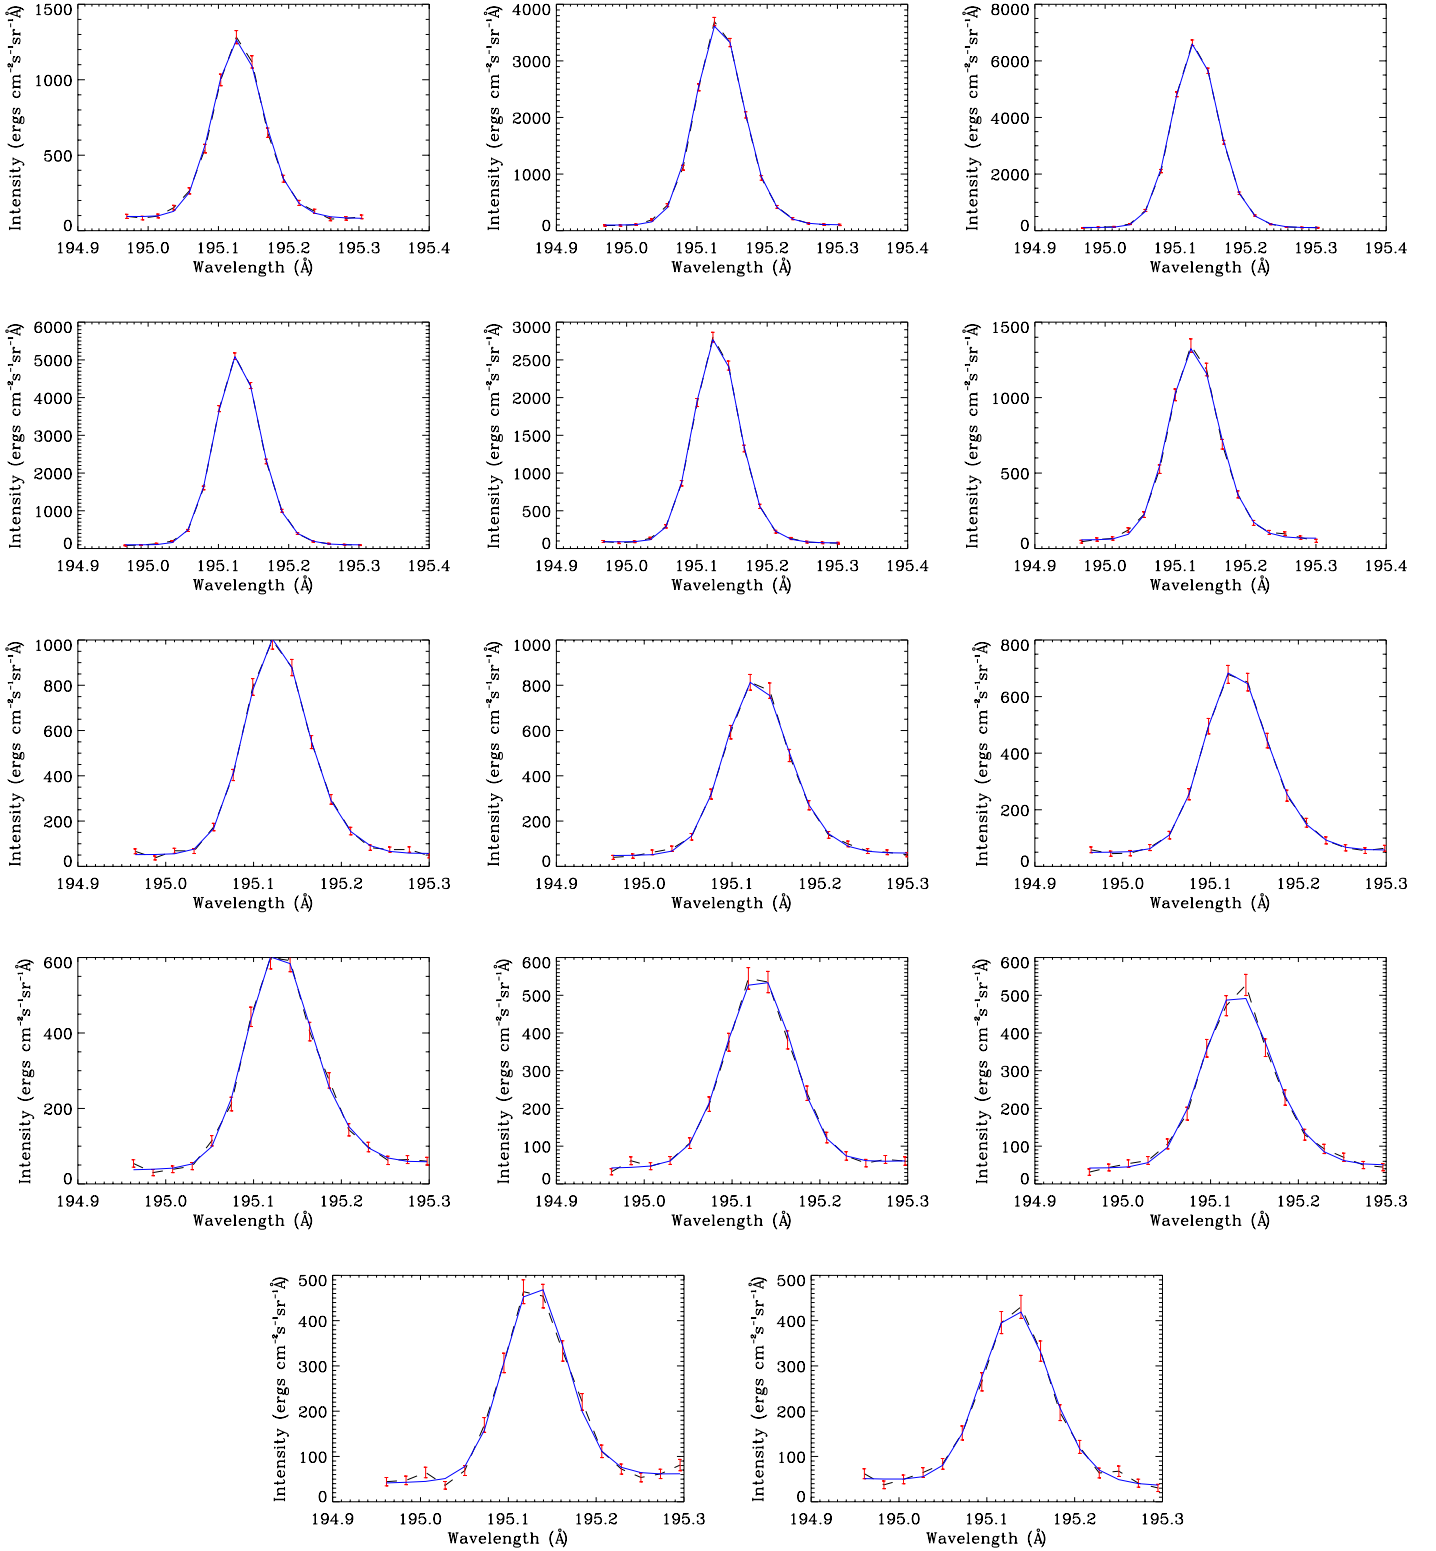 1500
1000
500
0
Intensity (ergs cm⁻²s⁻¹sr⁻¹Å)
194.9 195.0 195.1 195.2 195.3 195.4
Wavelength (Å)
4000
3000
2000
1000
0
Intensity (ergs cm⁻²s⁻¹sr⁻¹Å)
194.9 195.0 195.1 195.2 195.3 195.4
Wavelength (Å)
8000
6000
4000
2000
0
Intensity (ergs cm⁻²s⁻¹sr⁻¹Å)
194.9 195.0 195.1 195.2 195.3 195.4
Wavelength (Å)
6000
5000
4000
3000
2000
1000
0
Intensity (ergs cm⁻²s⁻¹sr⁻¹Å)
194.9 195.0 195.1 195.2 195.3 195.4
Wavelength (Å)
3000
2500
2000
1500
1000
500
0
Intensity (ergs cm⁻²s⁻¹sr⁻¹Å)
194.9 195.0 195.1 195.2 195.3 195.4
Wavelength (Å)
1500
1000
500
0
Intensity (ergs cm⁻²s⁻¹sr⁻¹Å)
194.9 195.0 195.1 195.2 195.3 195.4
Wavelength (Å)
1000
800
600
400
200
0
Intensity (ergs cm⁻²s⁻¹sr⁻¹Å)
194.9 195.0 195.1 195.2 195.3
Wavelength (Å)
1000
800
600
400
200
0
Intensity (ergs cm⁻²s⁻¹sr⁻¹Å)
194.9 195.0 195.1 195.2 195.3
Wavelength (Å)
800
600
400
200
0
Intensity (ergs cm⁻²s⁻¹sr⁻¹Å)
194.9 195.0 195.1 195.2 195.3
Wavelength (Å)
600
400
200
0
Intensity (ergs cm⁻²s⁻¹sr⁻¹Å)
194.9 195.0 195.1 195.2 195.3
Wavelength (Å)
600
500
400
300
200
100
0
Intensity (ergs cm⁻²s⁻¹sr⁻¹Å)
194.9 195.0 195.1 195.2 195.3
Wavelength (Å)
600
500
400
300
200
100
0
Intensity (ergs cm⁻²s⁻¹sr⁻¹Å)
194.9 195.0 195.1 195.2 195.3
Wavelength (Å)
500
400
300
200
100
0
Intensity (ergs cm⁻²s⁻¹sr⁻¹Å)
194.9 195.0 195.1 195.2 195.3
Wavelength (Å)
500
400
300
200
100
0
Intensity (ergs cm⁻²s⁻¹sr⁻¹Å)
194.9 195.0 195.1 195.2 195.3
Wavelength (Å)